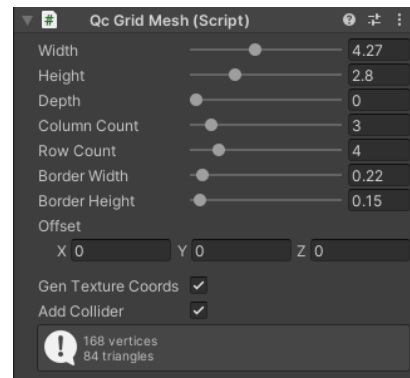 Qc Grid Mesh (Script)
Width 4.27
Height 2.8
Depth 0
Column Count 3
Row Count 4
Border Width 0.22
Border Height 0.15
Offset
X 0 Y 0 Z 0
Gen Texture Coords
Add Collider
168 vertices
84 triangles